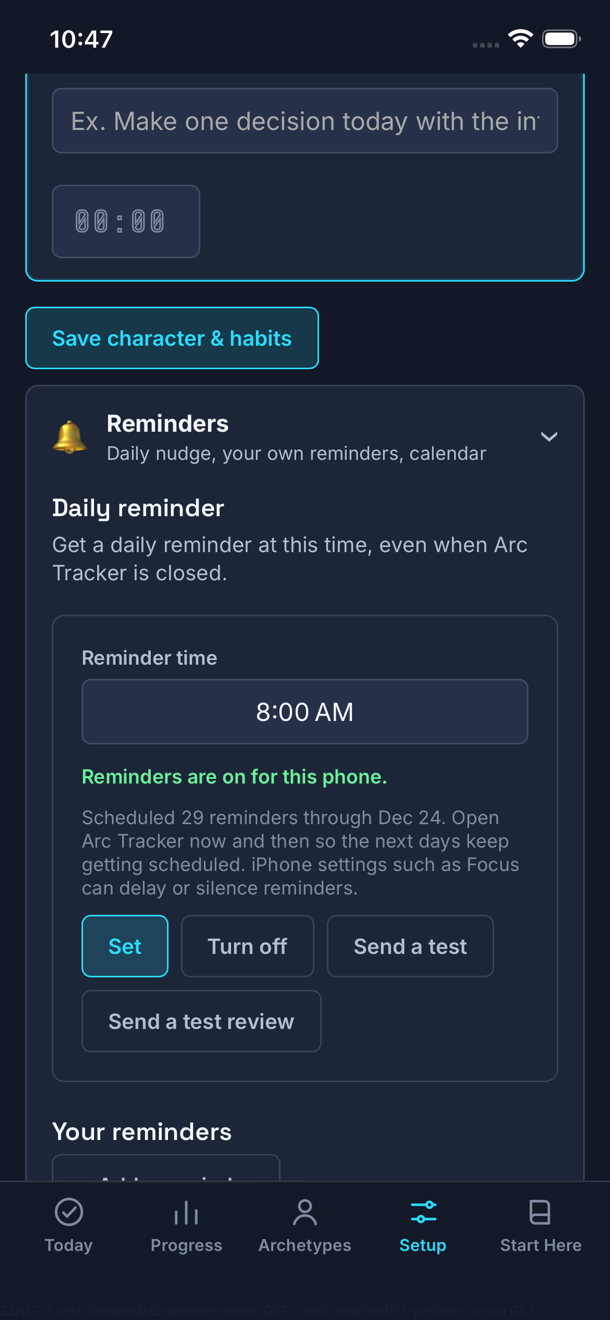 10:47
Ex. Make one decision today with the in
00:00
Save character & habits
Reminders
Daily nudge, your own reminders, calendar
Daily reminder
Get a daily reminder at this time, even when Arc
Tracker is closed.
Reminder time
8:00 AM
Reminders are on for this phone.
Scheduled 29 reminders through Dec 24. Open
Arc Tracker now and then so the next days keep
getting scheduled. iPhone settings such as Focus
can delay or silence reminders.
Set
Turn off
Send a test
Send a test review
Your reminders
Today
Progress
Archetypes
Setup
Start Here